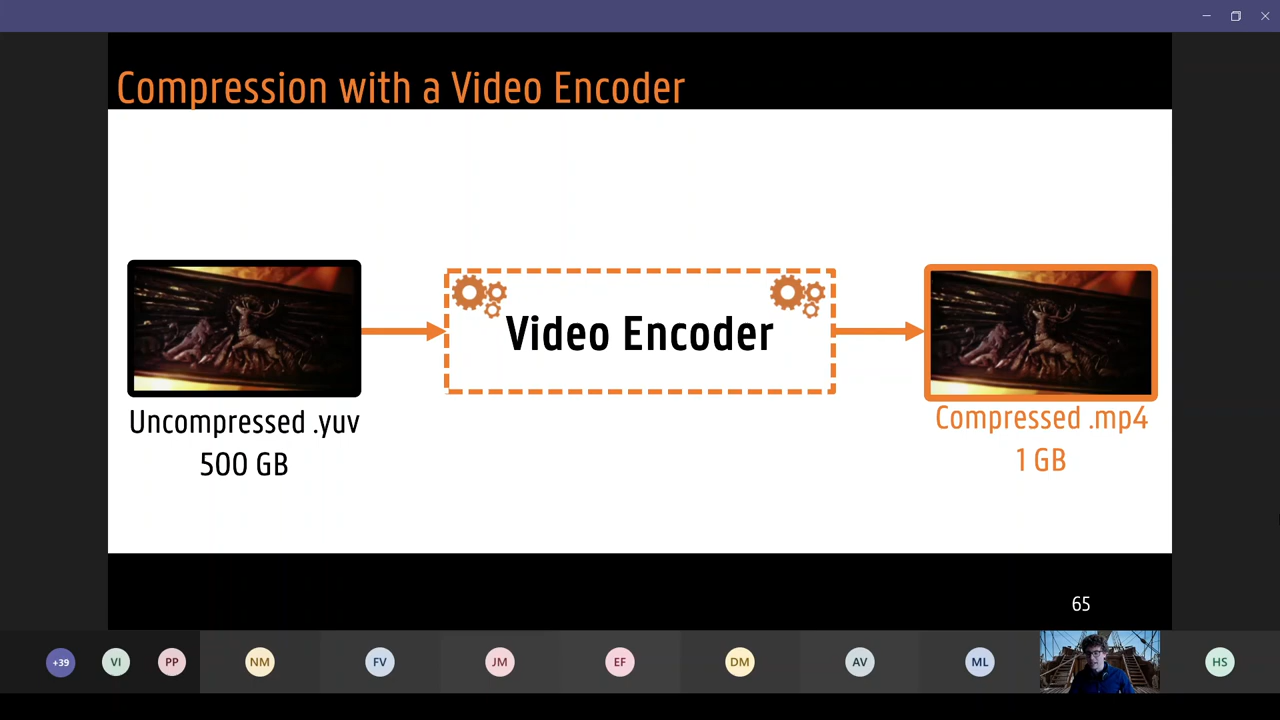 Compression with a Video Encoder
Video Encoder
Uncompressed .yuv
500 GB
Compressed .mp4
1 GB
65
+39
VI
PP
NM
FV
JM
EF
DM
AV
ML
HS